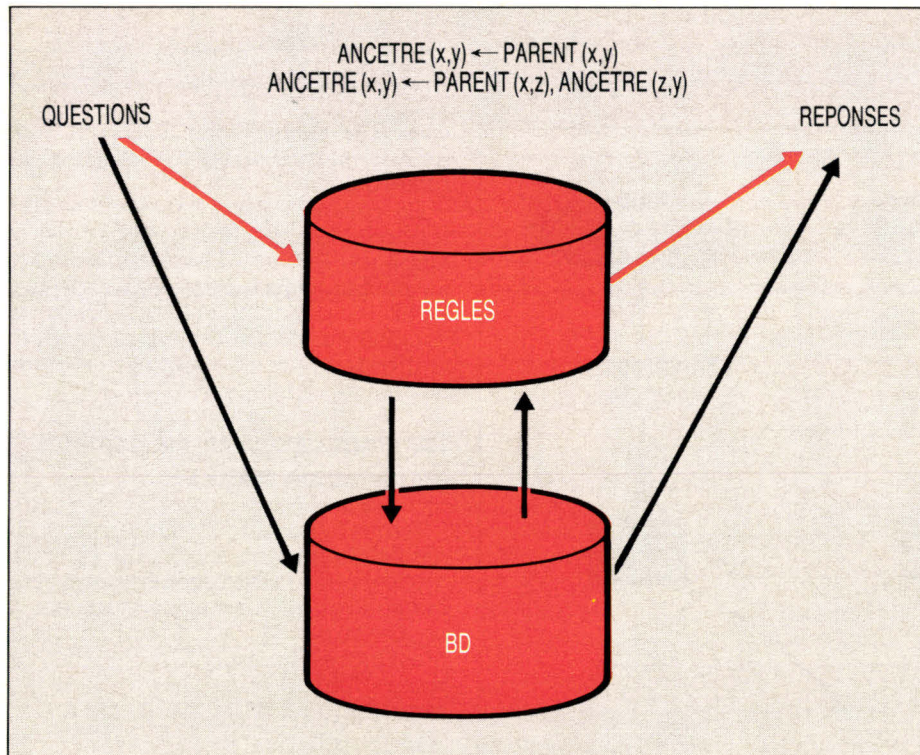 ANCETRE (x,y) ← PARENT (x,y)
ANCETRE (x,y) ← PARENT (x,z), ANCETRE (z,y)
QUESTIONS
REPONSES
REGLES
BD